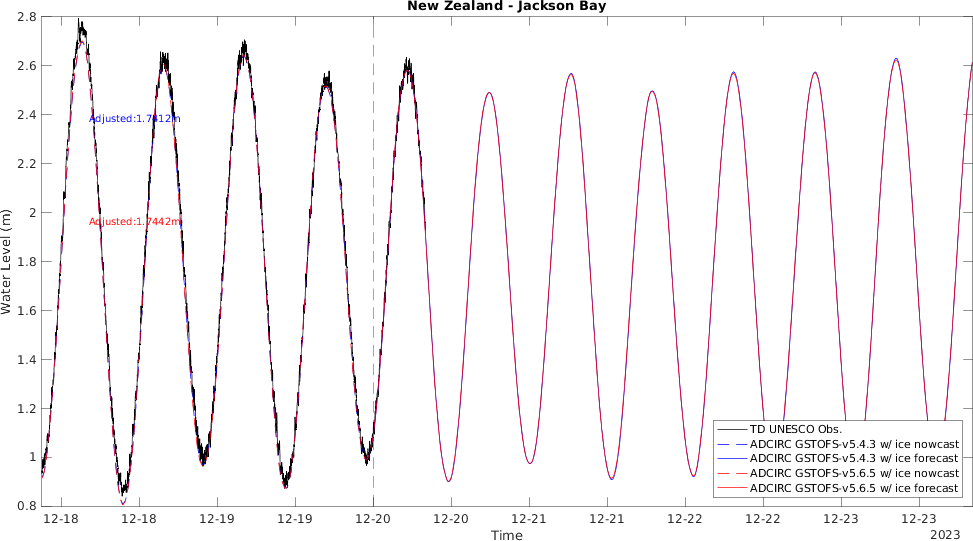 New Zealand - Jackson Bay
2.8
2.6
2.4
2.2
2
1.8
1.6
1.4
1.2
1
0.8
Water Level (m)
Adjusted:1.7412m
Adjusted:1.7442m
TD UNESCO Obs.
ADCIRC GSTOFS-v5.4.3 w/ ice nowcast
ADCIRC GSTOFS-v5.4.3 w/ ice forecast
ADCIRC GSTOFS-v5.6.5 w/ ice nowcast
ADCIRC GSTOFS-v5.6.5 w/ ice forecast
12-18 12-18 12-19 12-19 12-20 12-20 12-21 12-21 12-22 12-22 12-23 12-23
Time
2023